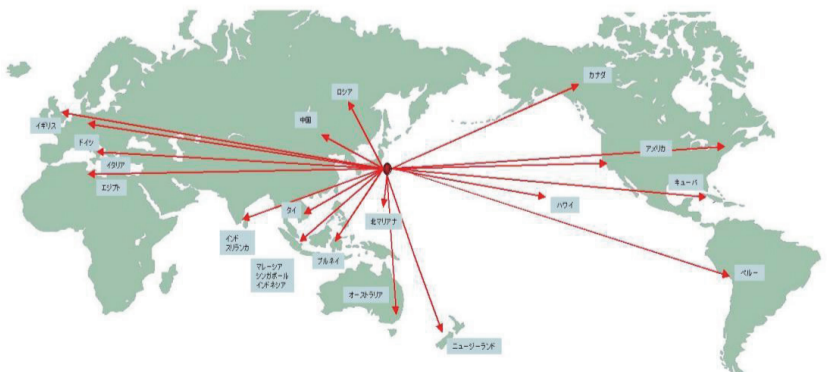 カナダ
ロシア
中国
イギリス
ドイツ
アメリカ
イタリア
エジプト
キューバ
ハワイ
タイ
北マリアナ
インド
スリランカ
マレーシア
シンガポール
インドネシア
ブルネイ
ペルー
オーストラリア
ニュージーランド